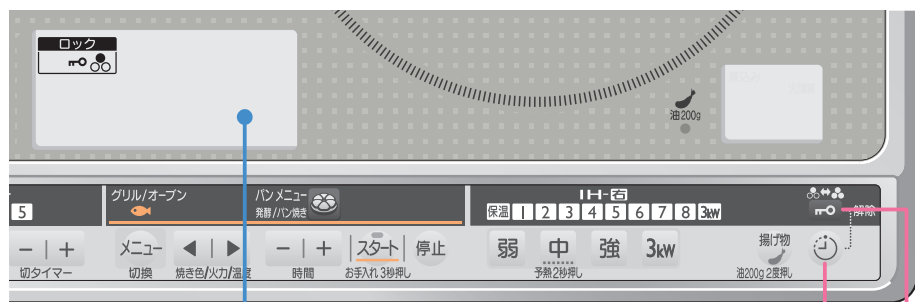 ロック
油200g
グリル/オーブン
パンメニュー
発酵/パン焼き
IH-右
5
保温 1 2 3 4 5 6 7 8 3kW
解除
− | +
メニュー
◀ | ▶
− | +
スタート
停止
弱
中
強
3kW
揚げ物
切タイマー
切換
焼き色/火力/温度
時間
お手入れ3秒押し
予熱2秒押し
油200g 2度押し